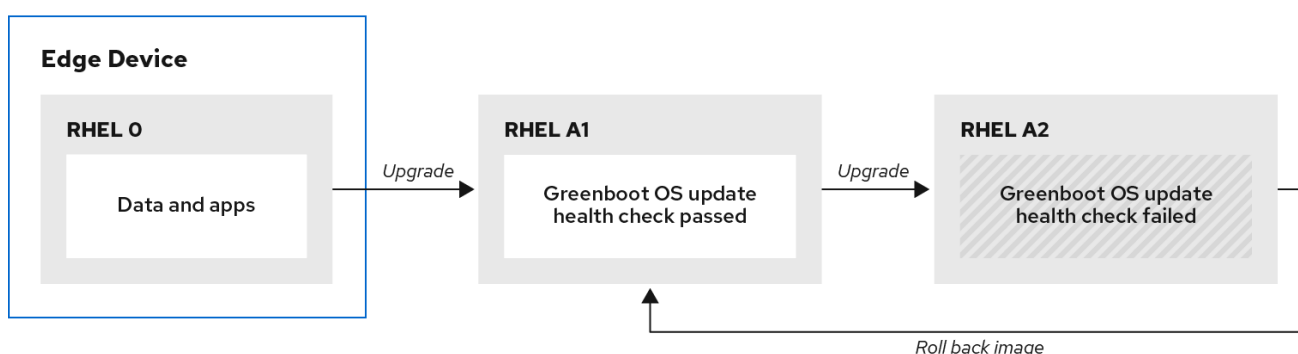 Edge Device
RHEL 0
Data and apps
Upgrade
RHEL A1
Greenboot OS update
health check passed
Upgrade
RHEL A2
Greenboot OS update
health check failed
Roll back image